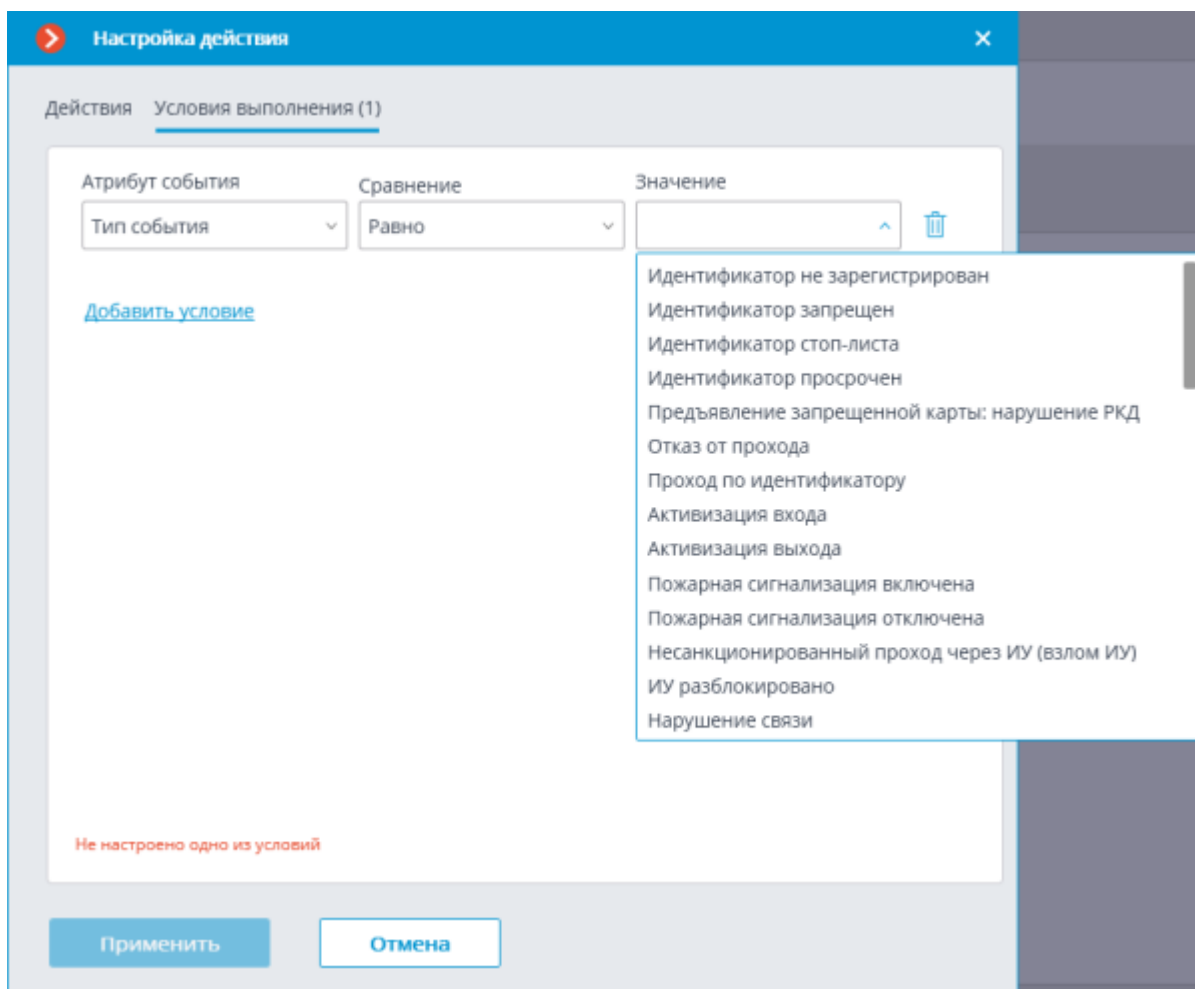 Настройка действия
Действия Условия выполнения (1)
Атрибут события Сравнение Значение
Тип события Равно
Добавить условие
Идентификатор не зарегистрирован
Идентификатор запрещен
Идентификатор стоп-листа
Идентификатор просрочен
Предъявление запрещенной карты: нарушение РКД
Отказ от прохода
Проход по идентификатору
Активизация входа
Активизация выхода
Пожарная сигнализация включена
Пожарная сигнализация отключена
Несанкционированный проход через ИУ (взлом ИУ)
ИУ разблокировано
Нарушение связи
Не настроено одно из условий
Применить Отмена